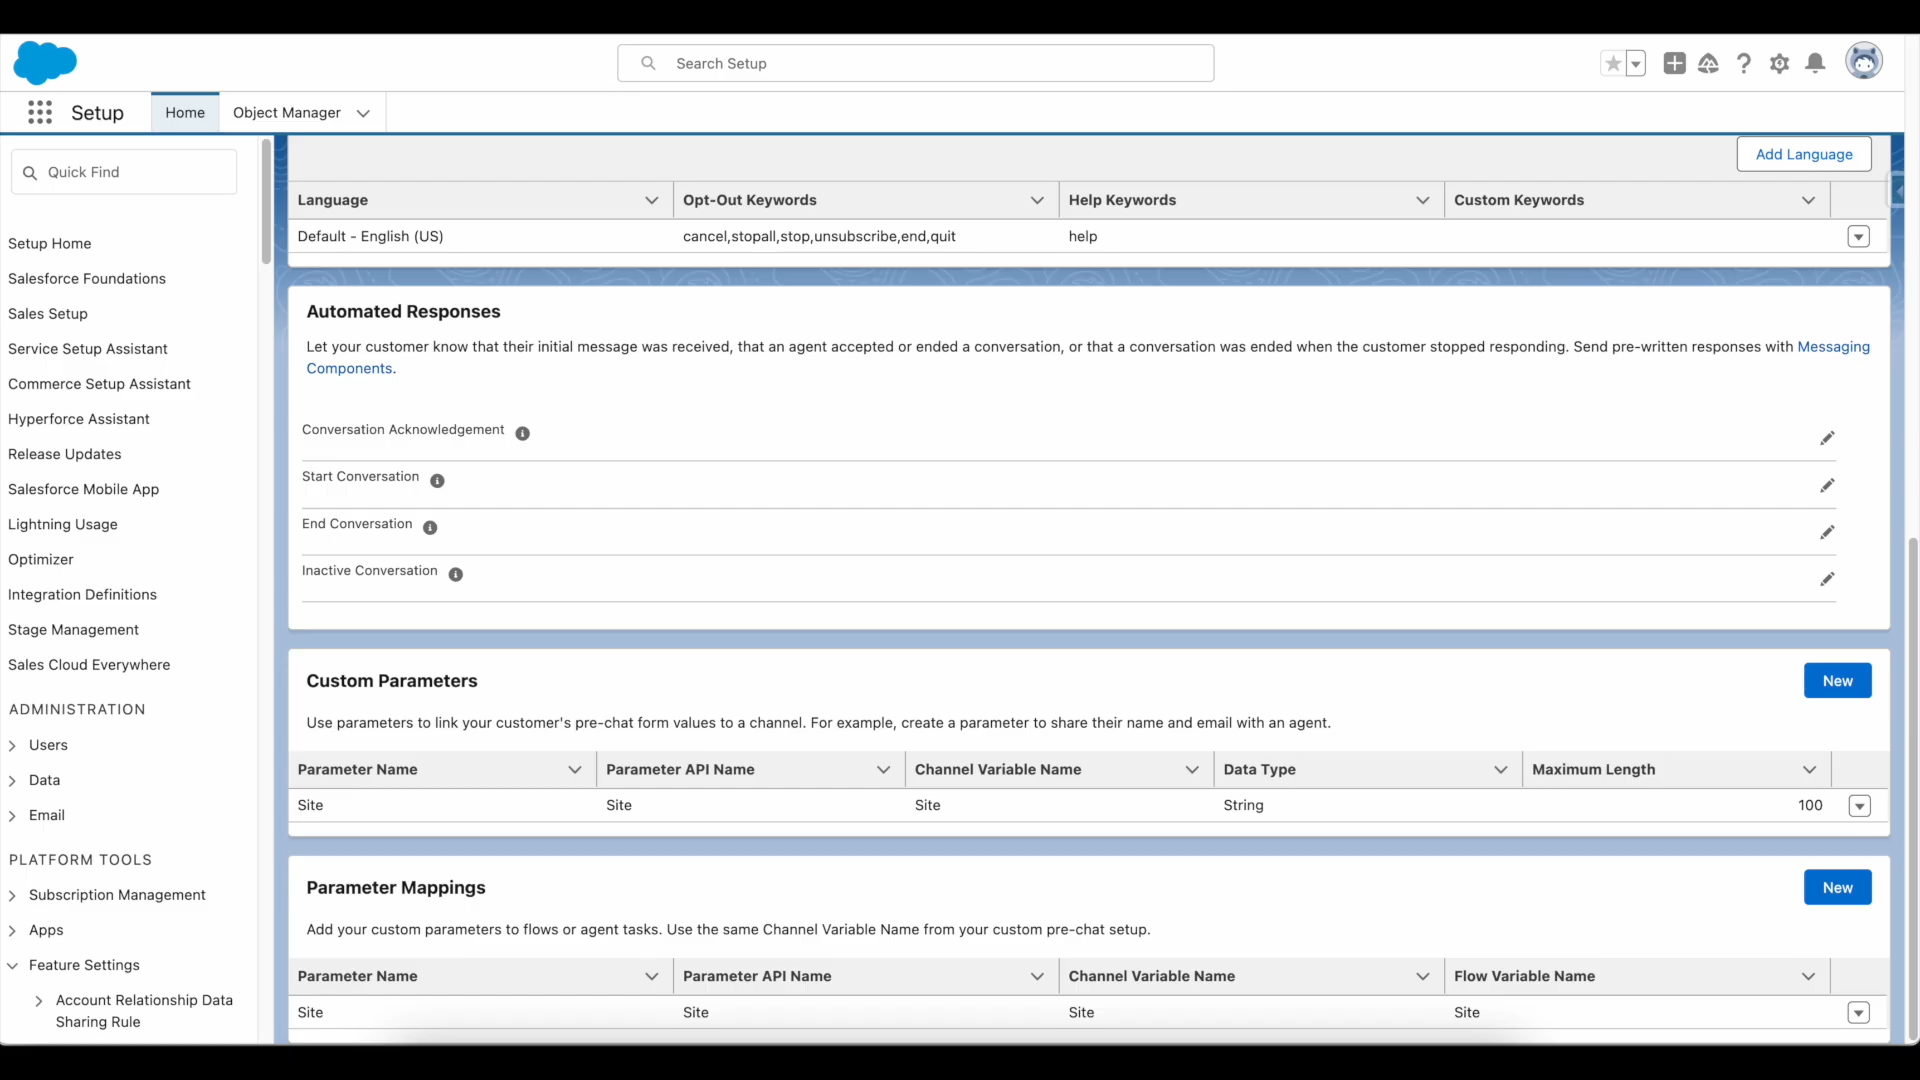 Search Setup
Setup
Home
Object Manager
Quick Find
Add Language
Language
Opt-Out Keywords
Help Keywords
Custom Keywords
Default - English (US)
cancel,stopall,stop,unsubscribe,end,quit
help
Setup Home
Salesforce Foundations
Sales Setup
Service Setup Assistant
Commerce Setup Assistant
Hyperforce Assistant
Release Updates
Salesforce Mobile App
Lightning Usage
Optimizer
Integration Definitions
Stage Management
Sales Cloud Everywhere
ADMINISTRATION
Users
Data
Email
PLATFORM TOOLS
Subscription Management
Apps
Feature Settings
Account Relationship Data
Sharing Rule
Automated Responses
Let your customer know that their initial message was received, that an agent accepted or ended a conversation, or that a conversation was ended when the customer stopped responding. Send pre-written responses with Messaging
Components.
Conversation Acknowledgement
Start Conversation
End Conversation
Inactive Conversation
Custom Parameters
New
Use parameters to link your customer's pre-chat form values to a channel. For example, create a parameter to share their name and email with an agent.
Parameter Name
Parameter API Name
Channel Variable Name
Data Type
Maximum Length
Site
Site
Site
String
100
Parameter Mappings
New
Add your custom parameters to flows or agent tasks. Use the same Channel Variable Name from your custom pre-chat setup.
Parameter Name
Parameter API Name
Channel Variable Name
Flow Variable Name
Site
Site
Site
Site